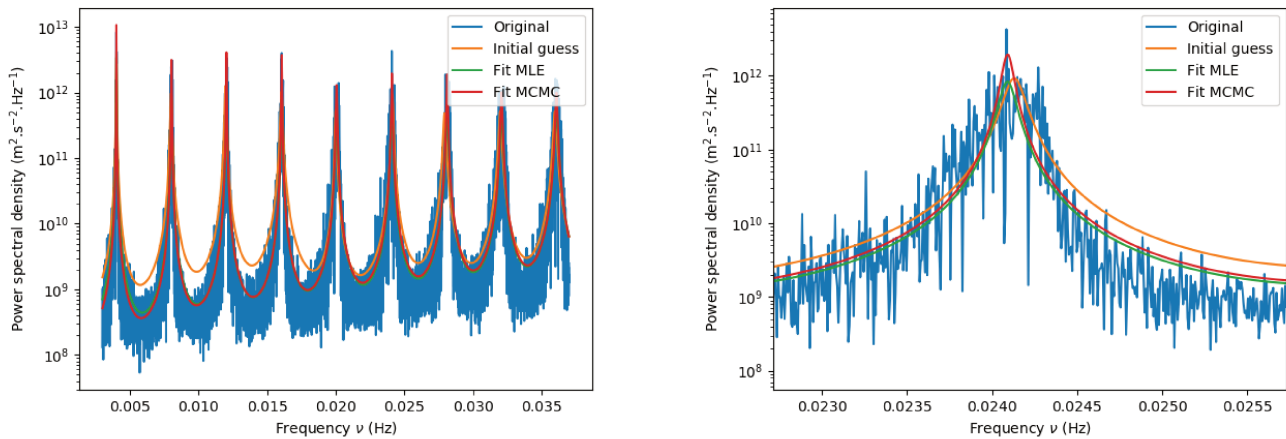 10^13
10^12
10^11
10^10
10^9
10^8
Power spectral density (m².s⁻².Hz⁻¹)
Original
Initial guess
Fit MLE
Fit MCMC
0.005 0.010 0.015 0.020 0.025 0.030 0.035
Frequency ν (Hz)
10^12
10^11
10^10
10^9
10^8
Power spectral density (m².s⁻².Hz⁻¹)
Original
Initial guess
Fit MLE
Fit MCMC
0.0230 0.0235 0.0240 0.0245 0.0250 0.0255
Frequency ν (Hz)